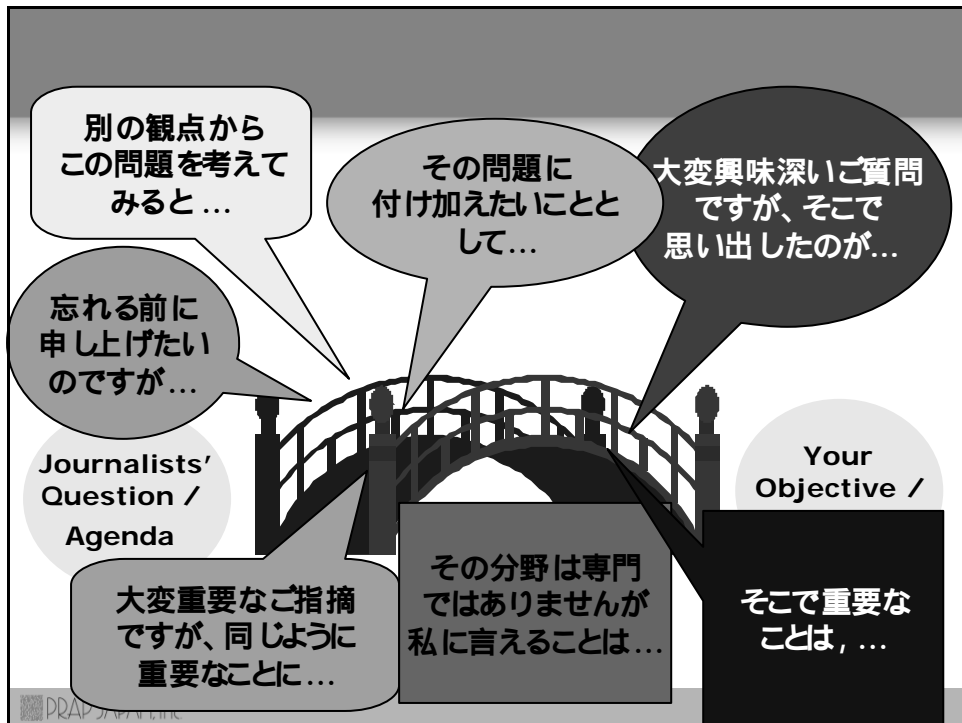 別の観点から
この問題を考えて
みると…
その問題に
付け加えたいことと
して…
大変興味深いご質問
ですが、そこで
思い出したのが…
忘れる前に
申し上げたい
のですが…
Journalists'
Question /
Agenda
Your
Objective /
大変重要なご指摘
ですが、同じように
重要なことに…
その分野は専門
ではありませんが
私に言えることは…
そこで重要な
ことは, …
PRAP JAPAN, Inc.